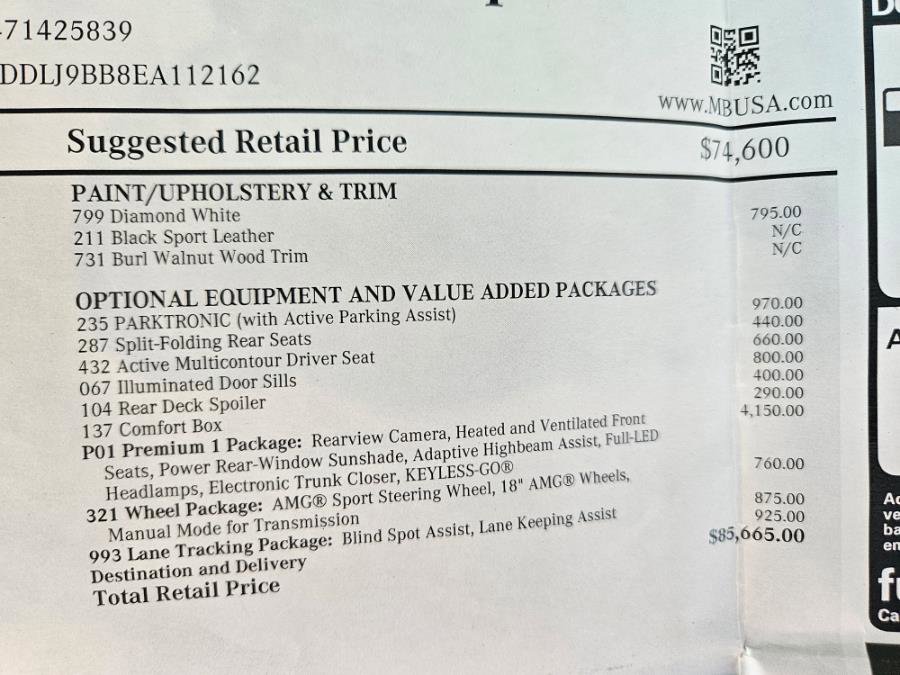 471425839
DDLJ9BB8EA112162
www.MBUSA.com
Suggested Retail Price $74,600
PAINT/UPHOLSTERY & TRIM
799 Diamond White 795.00
211 Black Sport Leather N/C
731 Burl Walnut Wood Trim N/C
OPTIONAL EQUIPMENT AND VALUE ADDED PACKAGES
235 PARKTRONIC (with Active Parking Assist) 970.00
287 Split-Folding Rear Seats 440.00
432 Active Multicontour Driver Seat 660.00
067 Illuminated Door Sills 800.00
104 Rear Deck Spoiler 400.00
137 Comfort Box 290.00
P01 Premium 1 Package: Rearview Camera, Heated and Ventilated Front 4,150.00
Seats, Power Rear-Window Sunshade, Adaptive Highbeam Assist, Full-LED
Headlamps, Electronic Trunk Closer, KEYLESS-GO®
321 Wheel Package: AMG® Sport Steering Wheel, 18" AMG® Wheels, 760.00
Manual Mode for Transmission
993 Lane Tracking Package: Blind Spot Assist, Lane Keeping Assist 875.00
Destination and Delivery 925.00
Total Retail Price $85,665.00